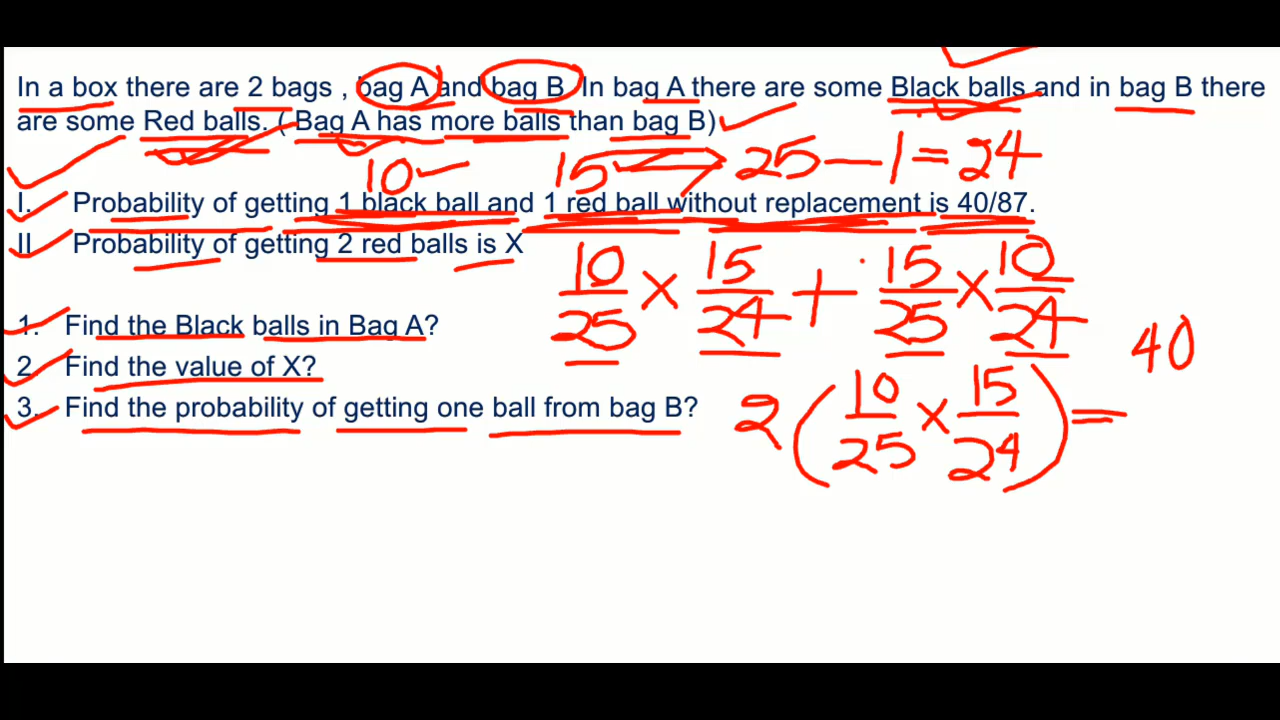 In a box there are 2 bags , bag A and bag B. In bag A there are some Black balls and in bag B there
are some Red balls. ( Bag A has more balls than bag B)
10 15 25 - 1 = 24
I. Probability of getting 1 black ball and 1 red ball without replacement is 40/87.
II Probability of getting 2 red balls is X
10/25 × 15/24 + 15/25 × 10/24
1. Find the Black balls in Bag A?
40
2. Find the value of X?
3. Find the probability of getting one ball from bag B?
2 ( 10/25 × 15/24 ) =